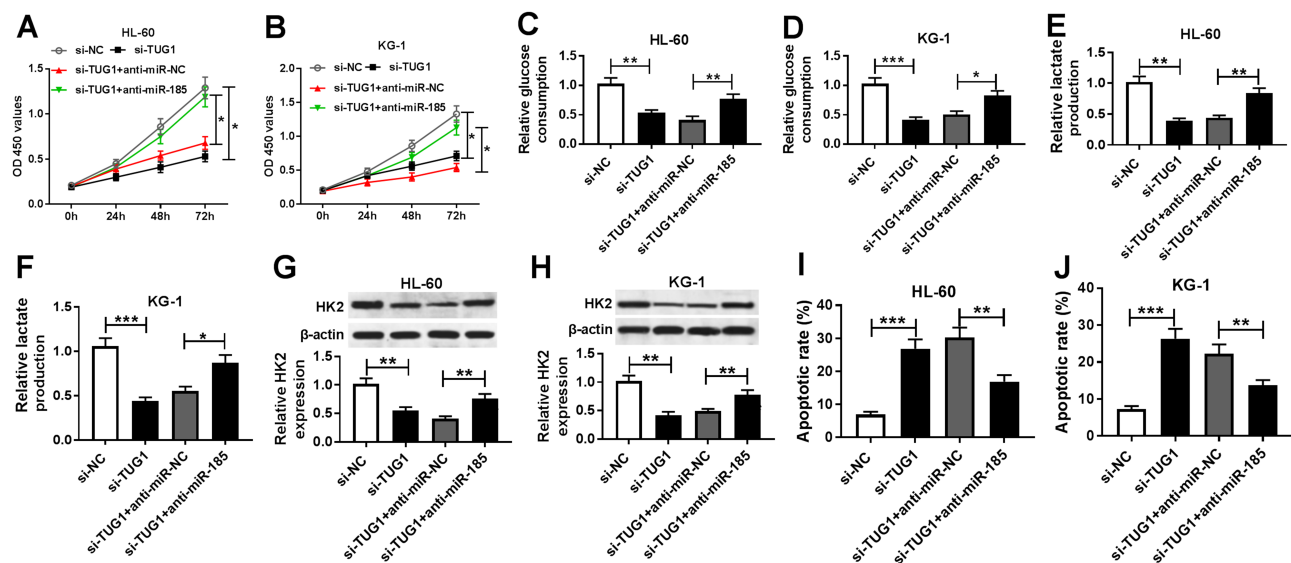 A
HL-60
si-NC
si-TUG1
si-TUG1+anti-miR-NC
si-TUG1+anti-miR-185
OD 450 values
1.5
1.0
0.5
0.0
0h 24h 48h 72h
*
*
B
KG-1
si-NC
si-TUG1
si-TUG1+anti-miR-NC
si-TUG1+anti-miR-185
OD 450 values
2.0
1.5
1.0
0.5
0.0
0h 24h 48h 72h
*
*
C
HL-60
Relative glucose
consumption
1.5
1.0
0.5
0.0
**
**
si-NC
si-TUG1
si-TUG1+anti-miR-NC
si-TUG1+anti-miR-185
D
KG-1
Relative glucose
consumption
1.5
1.0
0.5
0.0
***
*
si-NC
si-TUG1
si-TUG1+anti-miR-NC
si-TUG1+anti-miR-185
E
HL-60
Relative lactate
production
1.5
1.0
0.5
0.0
**
**
si-NC
si-TUG1
si-TUG1+anti-miR-NC
si-TUG1+anti-miR-185
F
KG-1
Relative lactate
production
1.5
1.0
0.5
0.0
***
*
si-NC
si-TUG1
si-TUG1+anti-miR-NC
si-TUG1+anti-miR-185
G
HL-60
HK2
β-actin
Relative HK2
expression
1.5
1.0
0.5
0.0
**
**
si-NC
si-TUG1
si-TUG1+anti-miR-NC
si-TUG1+anti-miR-185
H
KG-1
HK2
β-actin
Relative HK2
expression
1.5
1.0
0.5
0.0
**
**
si-NC
si-TUG1
si-TUG1+anti-miR-NC
si-TUG1+anti-miR-185
I
HL-60
Apoptotic rate (%)
40
30
20
10
0
***
**
si-NC
si-TUG1
si-TUG1+anti-miR-NC
si-TUG1+anti-miR-185
J
KG-1
Apoptotic rate (%)
40
30
20
10
0
***
**
si-NC
si-TUG1
si-TUG1+anti-miR-NC
si-TUG1+anti-miR-185